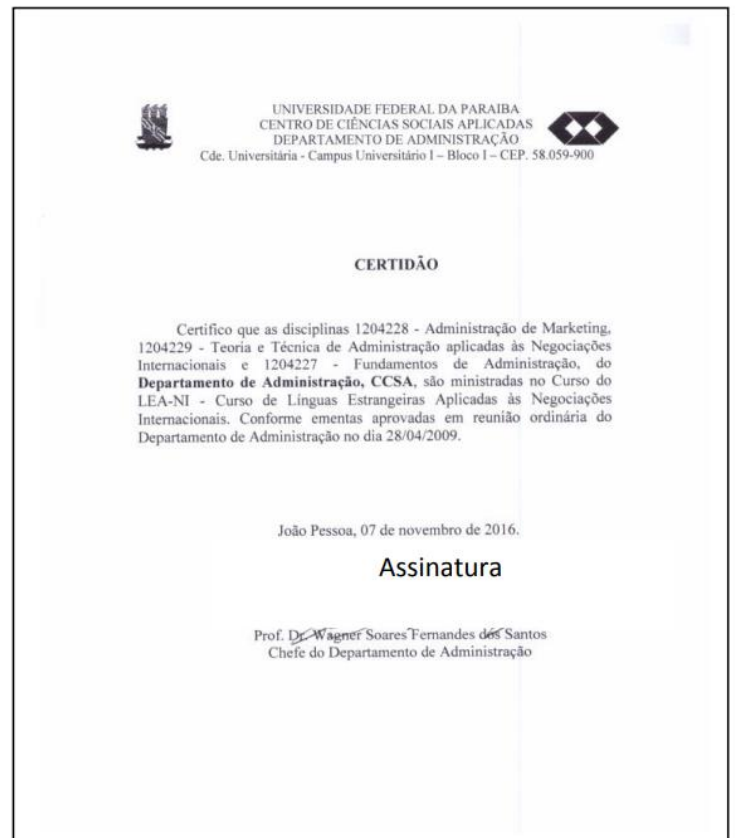 UNIVERSIDADE FEDERAL DA PARAIBA
CENTRO DE CIÊNCIAS SOCIAIS APLICADAS
DEPARTAMENTO DE ADMINISTRAÇÃO
Cde. Universitária - Campus Universitário I – Bloco I – CEP. 58.059-900
CERTIDÃO
Certifico que as disciplinas 1204228 - Administração de Marketing,
1204229 - Teoria e Técnica de Administração aplicadas às Negociações
Internacionais e 1204227 - Fundamentos de Administração, do
Departamento de Administração, CCSA, são ministradas no Curso do
LEA-NI - Curso de Línguas Estrangeiras Aplicadas às Negociações
Internacionais. Conforme ementas aprovadas em reunião ordinária do
Departamento de Administração no dia 28/04/2009.
João Pessoa, 07 de novembro de 2016.
Assinatura
Prof. Dr. Wagner Soares Fernandes dos Santos
Chefe do Departamento de Administração